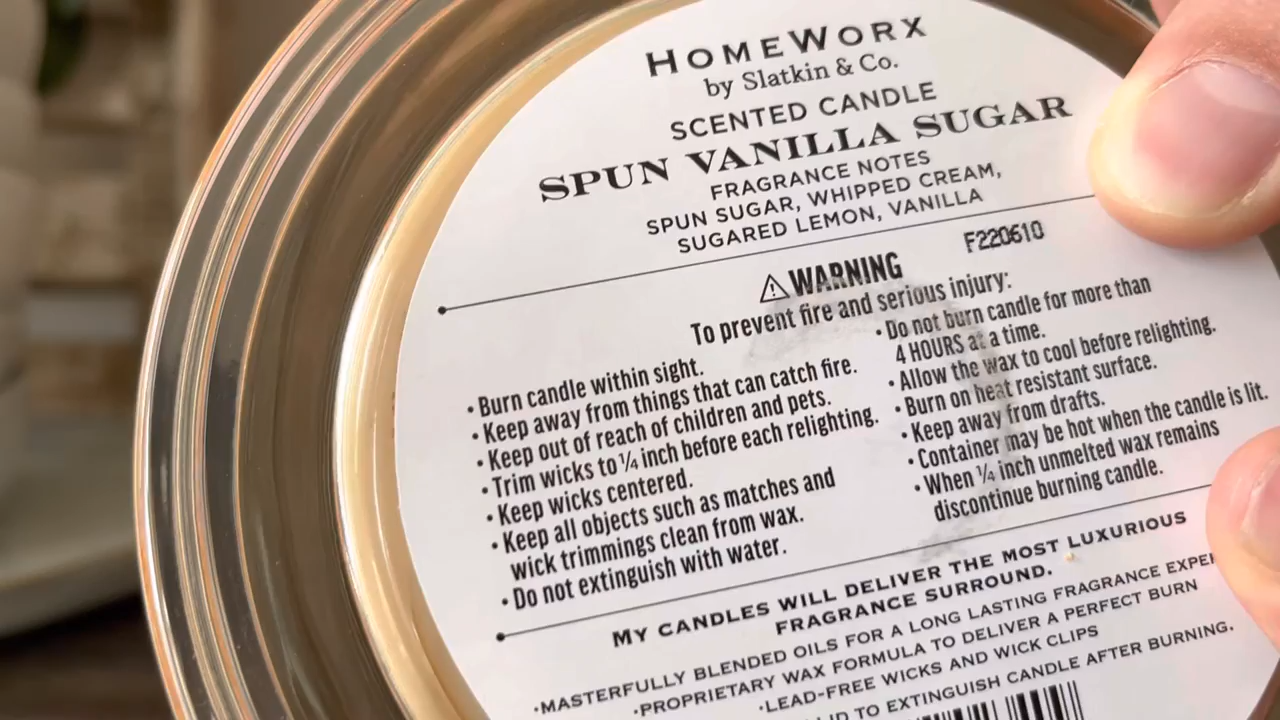 HOMEWORX
by Slatkin & Co.
SCENTED CANDLE
SPUN VANILLA SUGAR
FRAGRANCE NOTES
SPUN SUGAR, WHIPPED CREAM,
SUGARED LEMON, VANILLA
F220610
⚠WARNING
To prevent fire and serious injury:
• Burn candle within sight.
• Keep away from things that can catch fire.
• Keep out of reach of children and pets.
• Trim wicks to ¼ inch before each relighting.
• Keep wicks centered.
• Keep all objects such as matches and
wick trimmings clean from wax.
• Do not extinguish with water.
• Do not burn candle for more than
4 HOURS at a time.
• Allow the wax to cool before relighting.
• Burn on heat resistant surface.
• Keep away from drafts.
• Container may be hot when the candle is lit.
• When ¼ inch unmelted wax remains
discontinue burning candle.
MY CANDLES WILL DELIVER THE MOST LUXURIOUS
FRAGRANCE SURROUND.
•MASTERFULLY BLENDED OILS FOR A LONG LASTING FRAGRANCE
•PROPRIETARY WAX FORMULA TO DELIVER A PERFECT BURN
•LEAD-FREE WICKS AND WICK CLIPS
TO EXTINGUISH CANDLE AFTER BURNING.